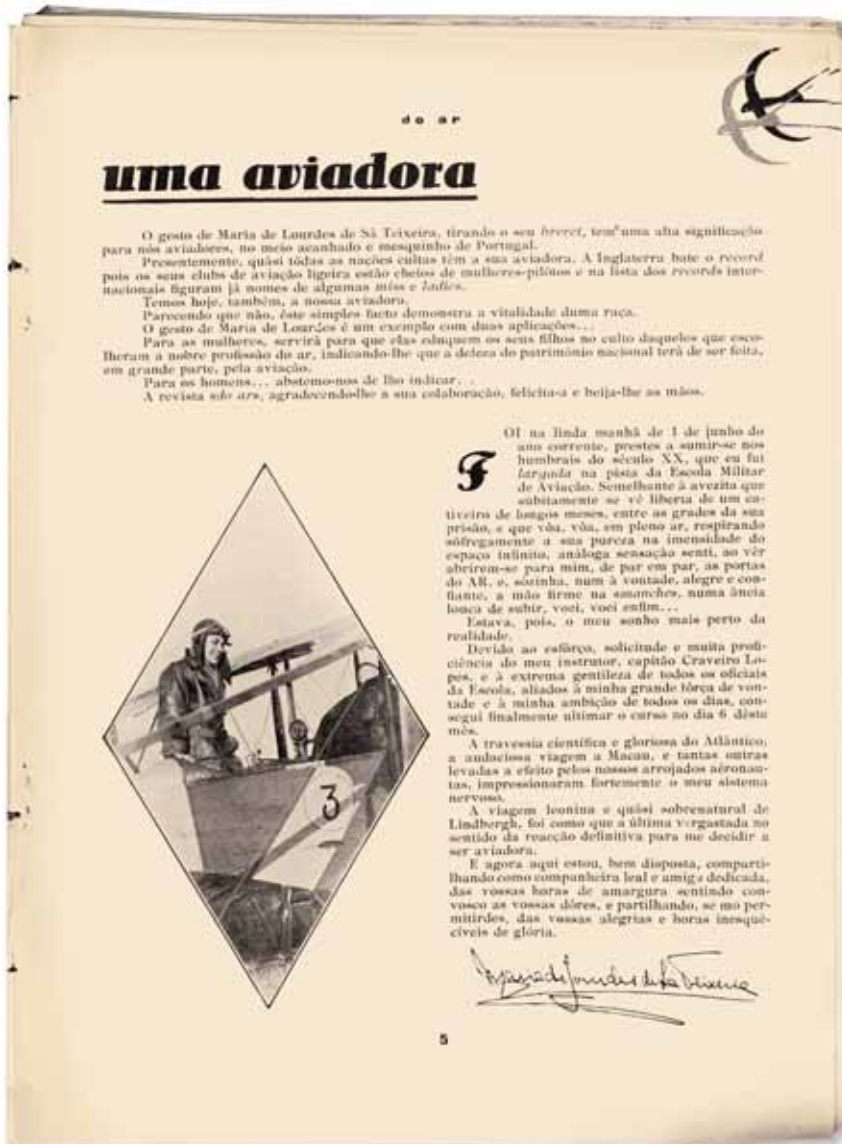 do ar
uma aviadora
O gesto de Maria de Lourdes de Sá Teixeira, tirando o seu brevet, tem uma alta significação
para nós aviadores, no meio acanhado e mesquinho de Portugal.
Presentemente, quási tôdas as nações cultas têm a sua aviadora. A Inglaterra bate o record
pois os seus clubs de aviação ligeira estão cheios de mulheres-pilôtos e na lista dos records inter-
nacionais figuram já nomes de algumas miss e ladies.
Temos hoje, também, a nossa aviadora.
Parecendo que não, êste simples facto demonstra a vitalidade duma raça.
O gesto de Maria de Lourdes é um exemplo com duas aplicações...
Para as mulheres, servirá para que elas eduquem os seus filhos no culto daqueles que esco-
lheram a nobre profissão do ar, indicando-lhe que a defeza do património nacional terá de ser feita,
em grande parte, pela aviação.
Para os homens... abstemo-nos de lho indicar. .
A revista «do ar», agradecendo-lhe a sua colaboração, felicita-a e beija-lhe as mãos.
FOI na linda manhã de 1 de junho do
ano corrente, prestes a sumir-se nos
humbrais do século XX, que eu fui
largada na pista da Escola Militar
de Aviação. Semelhante à avezita que
súbitamente se vê liberta de um ca-
tiveiro de longos meses, entre as grades da sua
prisão, e que vôa, vôa, em pleno ar, respirando
sôfregamente a sua pureza na imensidade do
espaço infinito, análoga sensação senti, ao vêr
abrirem-se para mim, de par em par, as portas
do AR, e, sòzinha, num à vontade, alegre e con-
fiante, a mão firme na «manche», numa ância
louca de subir, voei, voei enfim...
Estava, pois, o meu sonho mais perto da
realidade.
Devido ao esfôrço, solicitude e muita profi-
ciência do meu instrutor, capitão Craveiro Lo-
pes, e à extrema gentileza de todos os oficiais
da Escola, aliados à minha grande fôrça de von-
tade e à minha ambição de todos os dias, con-
segui finalmente ultimar o curso no dia 6 dêste
mês.
A travessia científica e gloriosa do Atlântico,
a audaciosa viagem a Macau, e tantas outras
levadas a efeito pelos nossos arrojados aéronau-
tas, impressionaram fortemente o meu sistema
nervoso.
A viagem leonina e quási sobrenatural de
Lindbergh, foi como que a última vergastada no
sentido da reacção definitiva para me decidir a
ser aviadora.
E agora aqui estou, bem disposta, comparti-
lhando como companheira leal e amiga dedicada,
das vossas horas de amargura sentindo con-
vosco as vossas dôres, e partilhando, se mo per-
mitirdes, das vossas alegrias e horas inesqué-
cíveis de glória.
Maria de Lourdes de Sá Teixeira
3
5